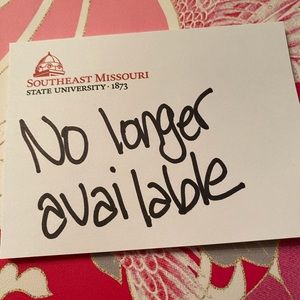 SOUTHEAST MISSOURI
STATE UNIVERSITY · 1873
No longer
available